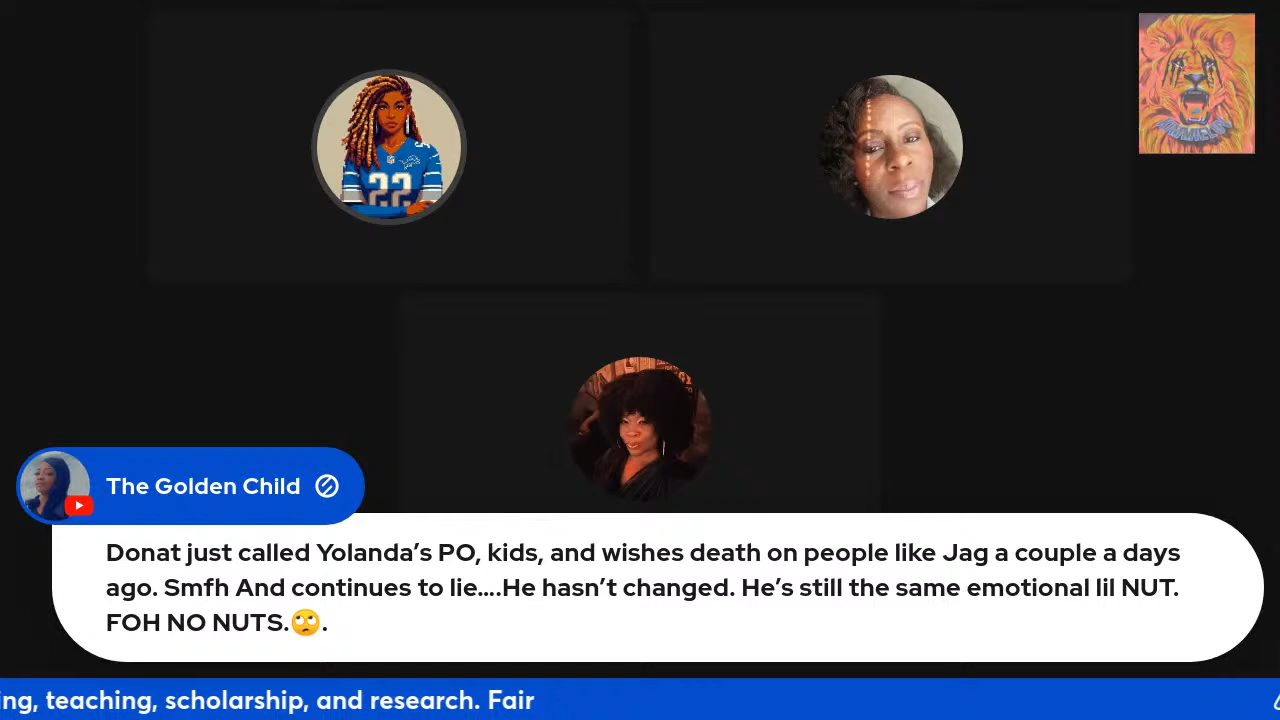 22
The Golden Child
Donat just called Yolanda’s PO, kids, and wishes death on people like Jag a couple a days
ago. Smfh And continues to lie....He hasn’t changed. He’s still the same emotional lil NUT.
FOH NO NUTS.🙄.
ing, teaching, scholarship, and research. Fair